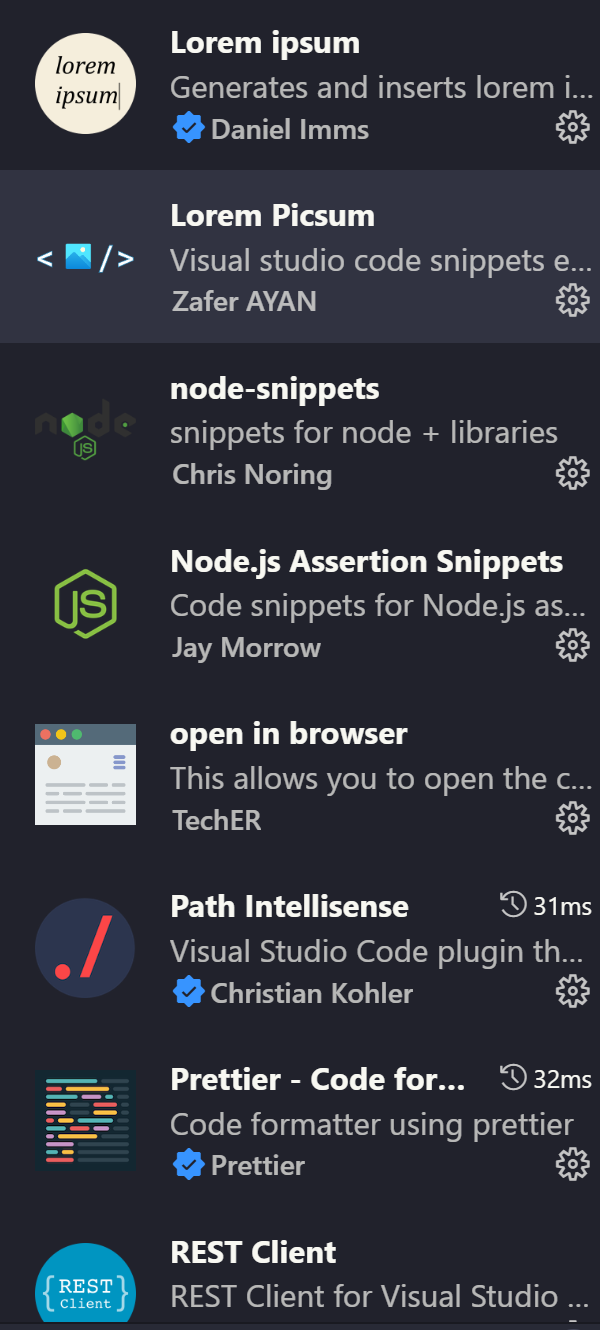 lorem
ipsum
Lorem ipsum
Generates and inserts lorem i...
Daniel Imms
< />
Lorem Picsum
Visual studio code snippets e...
Zafer AYAN
node
JS
node-snippets
snippets for node + libraries
Chris Noring
JS
Node.js Assertion Snippets
Code snippets for Node.js as...
Jay Morrow
open in browser
This allows you to open the c...
TechER
./
Path Intellisense 31ms
Visual Studio Code plugin th...
Christian Kohler
Prettier - Code for... 32ms
Code formatter using prettier
Prettier
{REST}
Client
REST Client
REST Client for Visual Studio ...